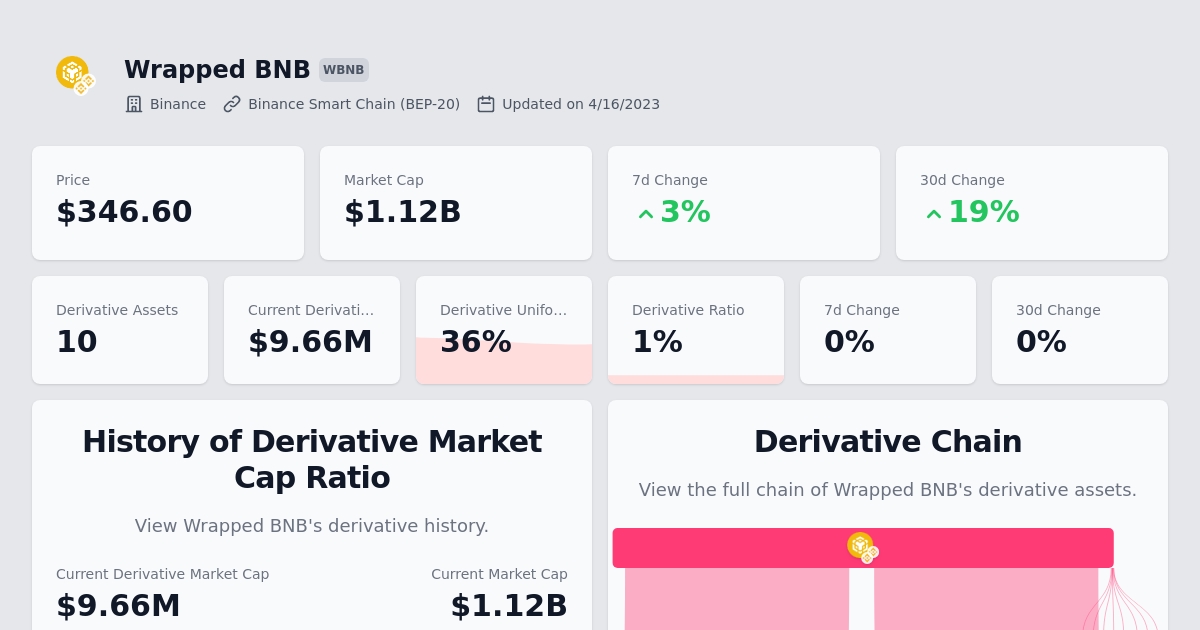 Wrapped BNB WBNB
Binance Binance Smart Chain (BEP-20) Updated on 4/16/2023
Price Market Cap 7d Change 30d Change
$346.60 $1.12B 3% 19%
Derivative Assets Current Derivati... Derivative Unifo... Derivative Ratio 7d Change 30d Change
10 $9.66M 36% 1% 0% 0%
History of Derivative Market
Cap Ratio
View Wrapped BNB's derivative history.
Current Derivative Market Cap Current Market Cap
$9.66M $1.12B
Derivative Chain
View the full chain of Wrapped BNB's derivative assets.